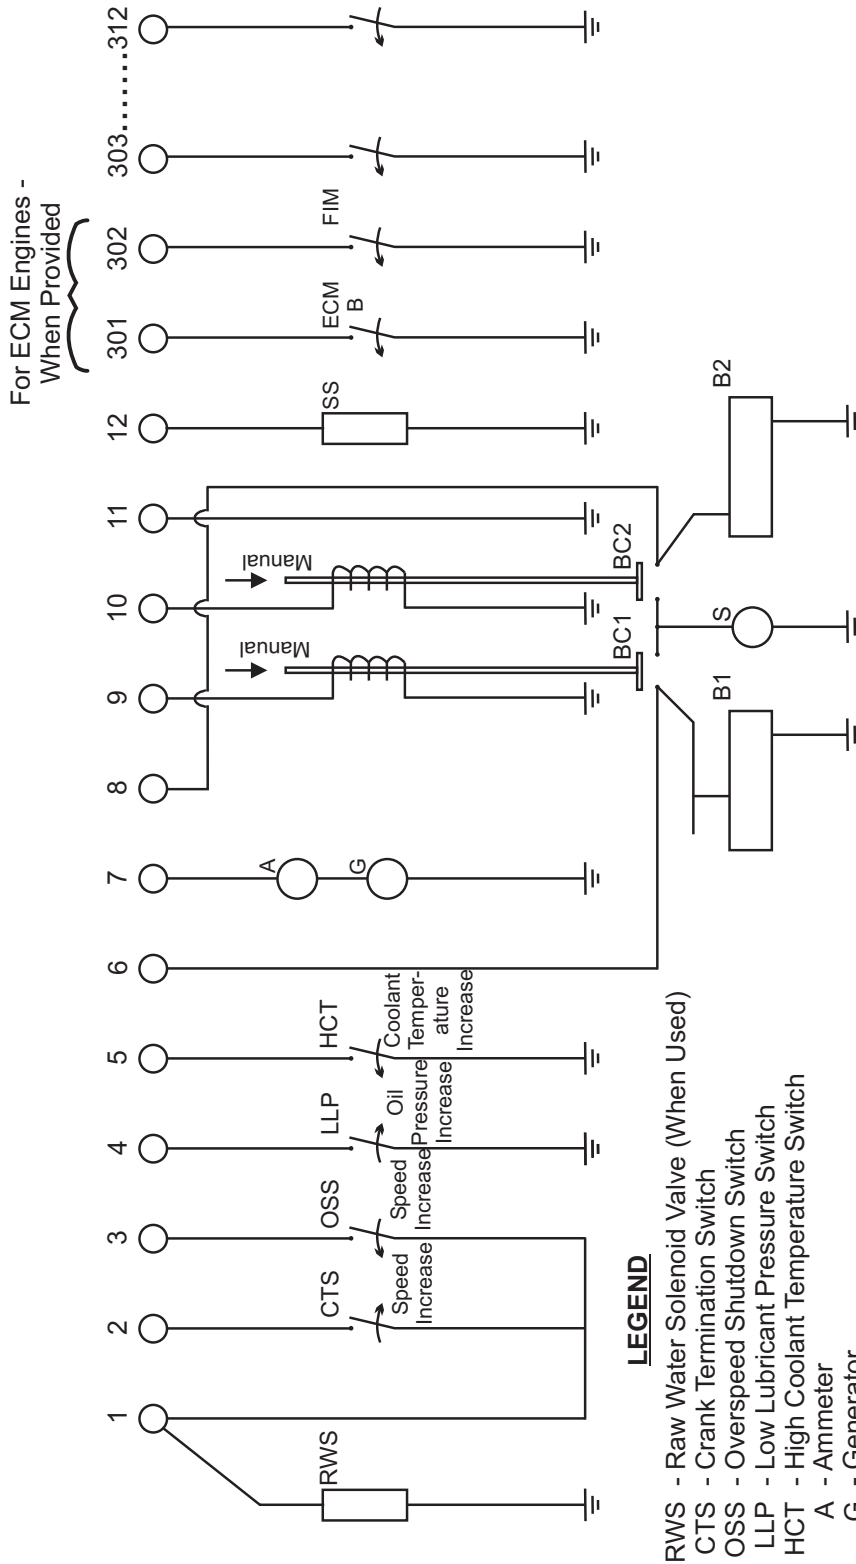 For ECM Engines -
When Provided
1
2
3
4
5
6
7
8
9
10
11
12
301
302
303........312
RWS
CTS
Speed
Increase
OSS
Speed
Increase
LLP
Oil
Pressure
Increase
HCT
Coolant
Temper-
ature
Increase
A
G
Manual
Manual
SS
ECM
B
FIM
BC1
BC2
B1
S
B2
LEGEND
RWS - Raw Water Solenoid Valve (When Used)
CTS - Crank Termination Switch
OSS - Overspeed Shutdown Switch
LLP - Low Lubricant Pressure Switch
HCT - High Coolant Temperature Switch
A - Ammeter
G - Generator